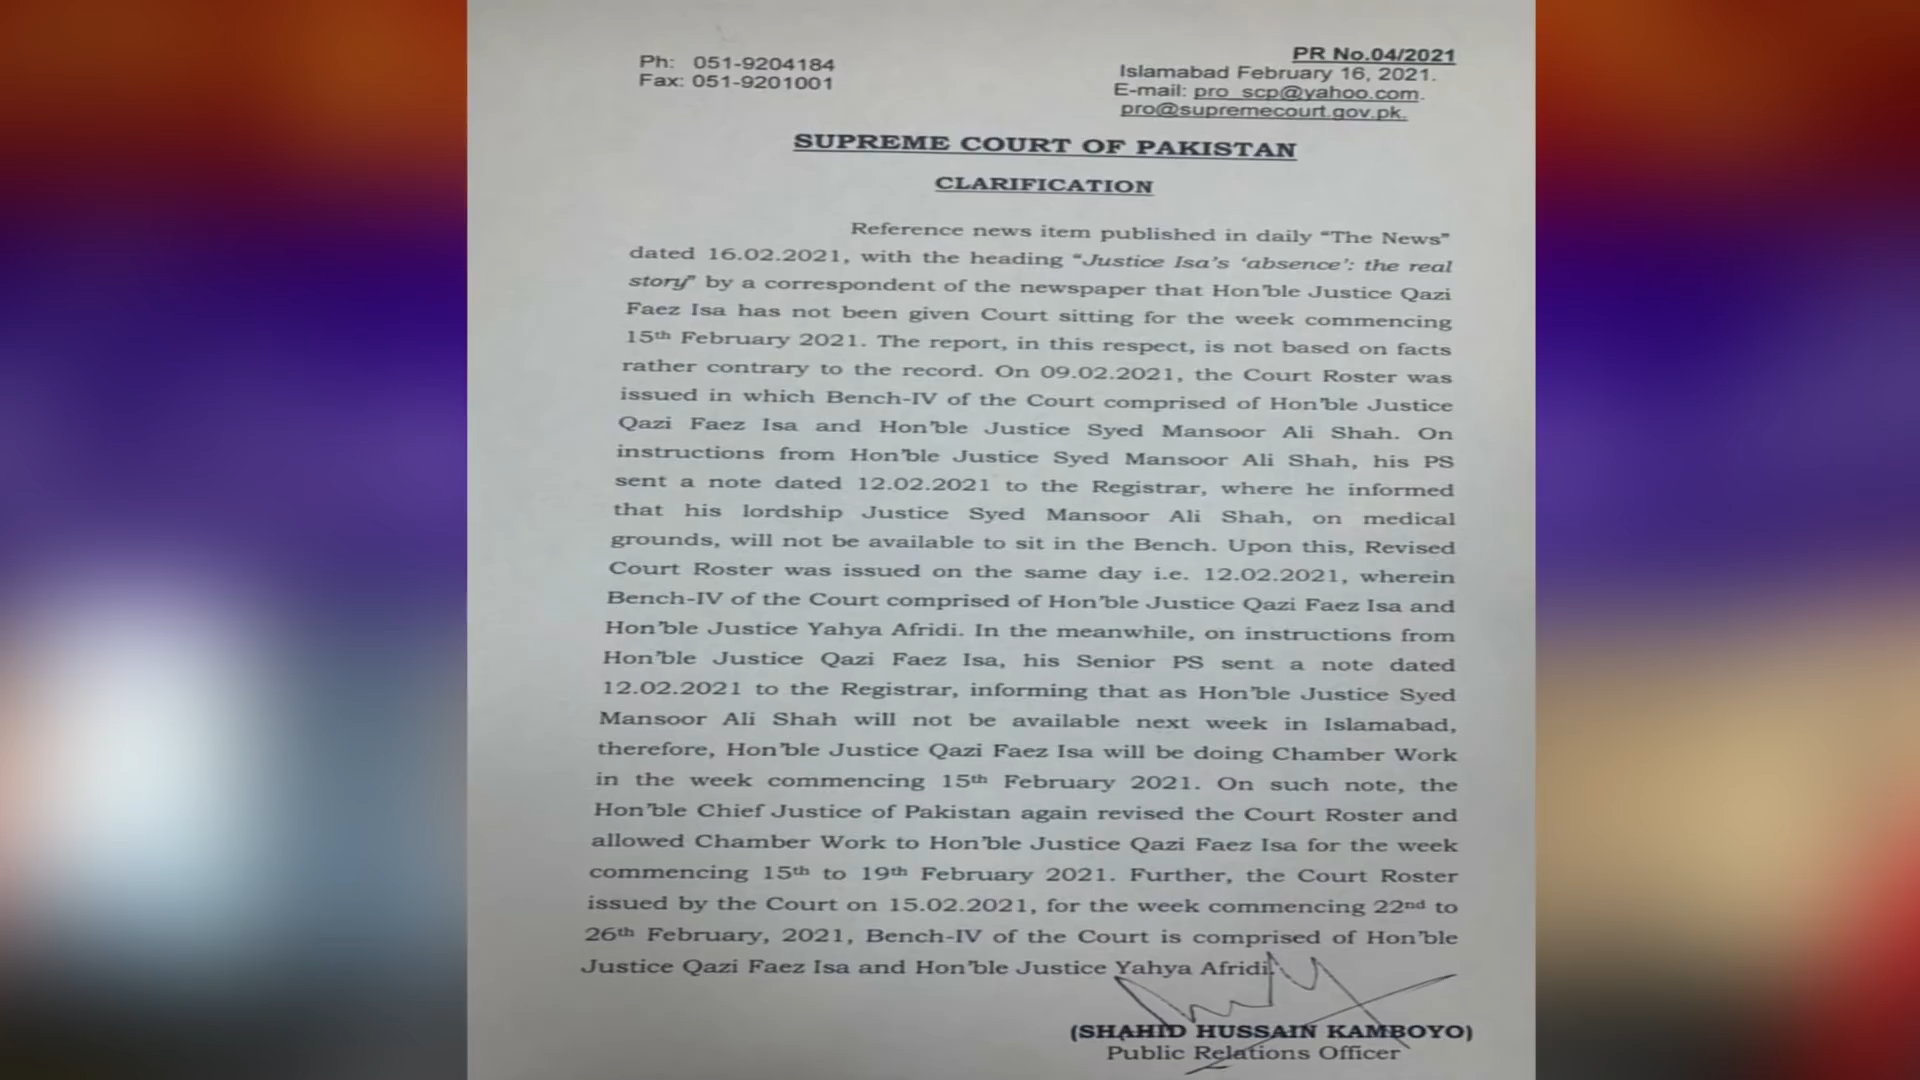 PR No.04/2021
Ph: 051-9204184
Islamabad February 16, 2021.
Fax: 051-9201001
E-mail: pro_scp@yahoo.com.
pro@supremecourt.gov.pk.
SUPREME COURT OF PAKISTAN
CLARIFICATION
Reference news item published in daily “The News”
dated 16.02.2021, with the heading “Justice Isa’s ‘absence’: the real
story” by a correspondent of the newspaper that Hon’ble Justice Qazi
Faez Isa has not been given Court sitting for the week commencing
15th February 2021. The report, in this respect, is not based on facts
rather contrary to the record. On 09.02.2021, the Court Roster was
issued in which Bench-IV of the Court comprised of Hon’ble Justice
Qazi Faez Isa and Hon’ble Justice Syed Mansoor Ali Shah. On
instructions from Hon’ble Justice Syed Mansoor Ali Shah, his PS
sent a note dated 12.02.2021 to the Registrar, where he informed
that his lordship Justice Syed Mansoor Ali Shah, on medical
grounds, will not be available to sit in the Bench. Upon this, Revised
Court Roster was issued on the same day i.e. 12.02.2021, wherein
Bench-IV of the Court comprised of Hon’ble Justice Qazi Faez Isa and
Hon’ble Justice Yahya Afridi. In the meanwhile, on instructions from
Hon’ble Justice Qazi Faez Isa, his Senior PS sent a note dated
12.02.2021 to the Registrar, informing that as Hon’ble Justice Syed
Mansoor Ali Shah will not be available next week in Islamabad,
therefore, Hon’ble Justice Qazi Faez Isa will be doing Chamber Work
in the week commencing 15th February 2021. On such note, the
Hon’ble Chief Justice of Pakistan again revised the Court Roster and
allowed Chamber Work to Hon’ble Justice Qazi Faez Isa for the week
commencing 15th to 19th February 2021. Further, the Court Roster
issued by the Court on 15.02.2021, for the week commencing 22nd to
26th February, 2021, Bench-IV of the Court is comprised of Hon’ble
Justice Qazi Faez Isa and Hon’ble Justice Yahya Afridi.
(SHAHID HUSSAIN KAMBOYO)
Public Relations Officer